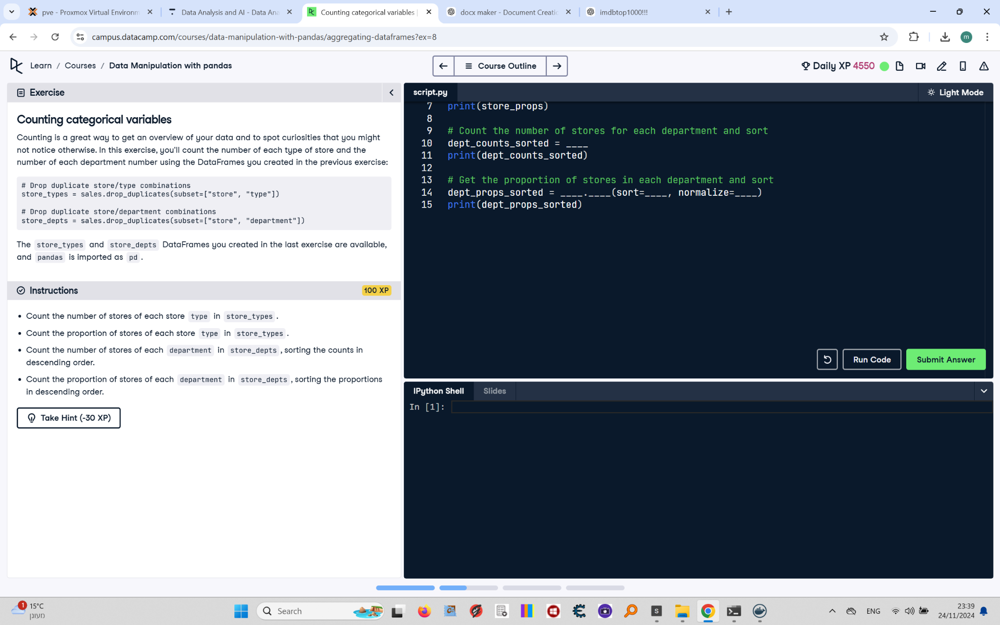 pve - Proxmox Virtual Environm
Data Analysis and AI - Data Ana
Counting categorical variables |
docx maker - Document Creatic
imdbtop1000!!!
campus.datacamp.com/courses/data-manipulation-with-pandas/aggregating-dataframes?ex=8
m
Learn / Courses / Data Manipulation with pandas
Course Outline
Daily XP 4550
Exercise
Counting categorical variables
Counting is a great way to get an overview of your data and to spot curiosities that you might
not notice otherwise. In this exercise, you'll count the number of each type of store and the
number of each department number using the DataFrames you created in the previous exercise:
# Drop duplicate store/type combinations
store_types = sales.drop_duplicates(subset=["store", "type"])
# Drop duplicate store/department combinations
store_depts = sales.drop_duplicates(subset=["store", "department"])
The store_types and store_depts DataFrames you created in the last exercise are available,
and pandas is imported as pd.
Instructions
100 XP
• Count the number of stores of each store type in store_types.
• Count the proportion of stores of each store type in store_types.
• Count the number of stores of each department in store_depts, sorting the counts in
descending order.
• Count the proportion of stores of each department in store_depts, sorting the proportions
in descending order.
Take Hint (-30 XP)
script.py
Light Mode
7 print(store_props)
8
9 # Count the number of stores for each department and sort
10 dept_counts_sorted = ____
11 print(dept_counts_sorted)
12
13 # Get the proportion of stores in each department and sort
14 dept_props_sorted = ____.____(sort=____, normalize=____)
15 print(dept_props_sorted)
Run Code
Submit Answer
IPython Shell
Slides
In [1]:
1
15°C
מעונן
Search
S
ENG
23:39
24/11/2024